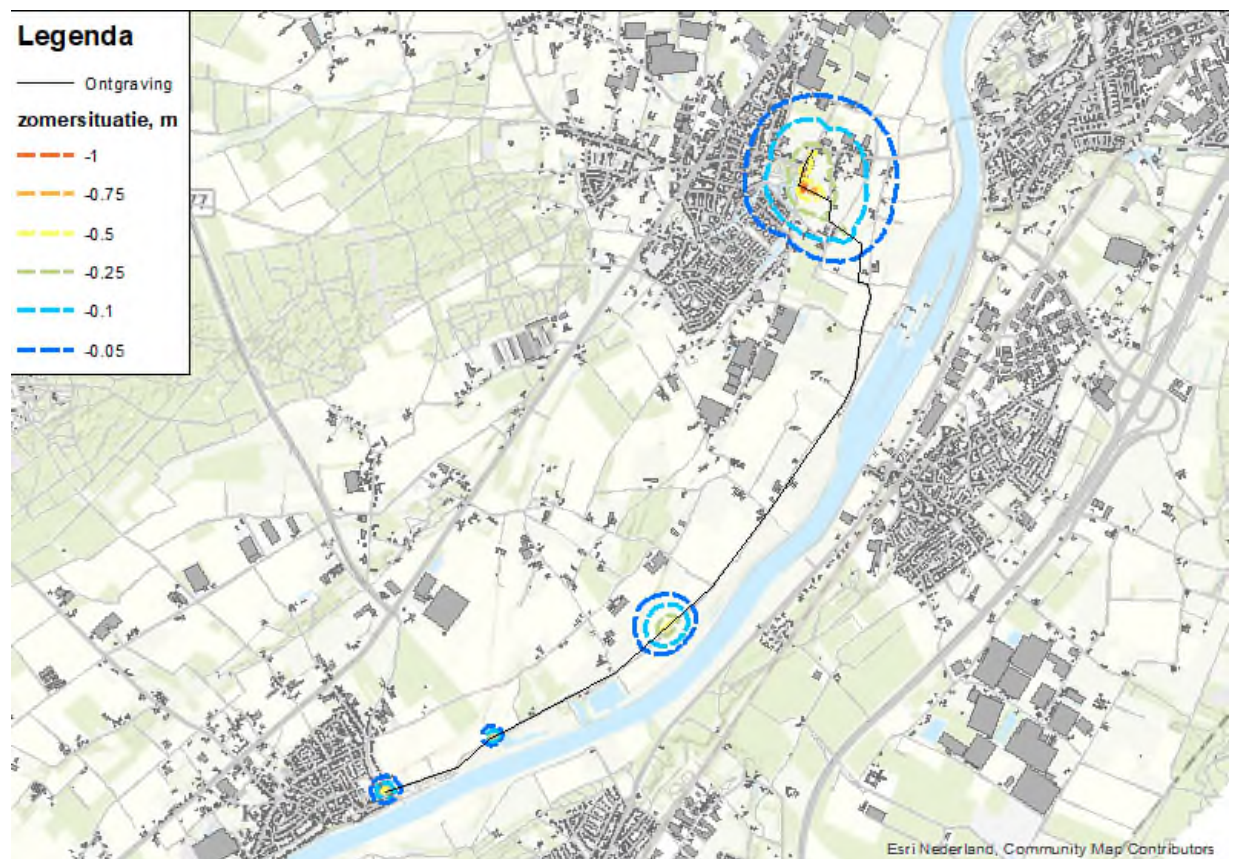 Legenda
Ontgraving
zomersituatie, m
-1
-0.75
-0.5
-0.25
-0.1
-0.05
Esri Nederland, Community Map Contributors